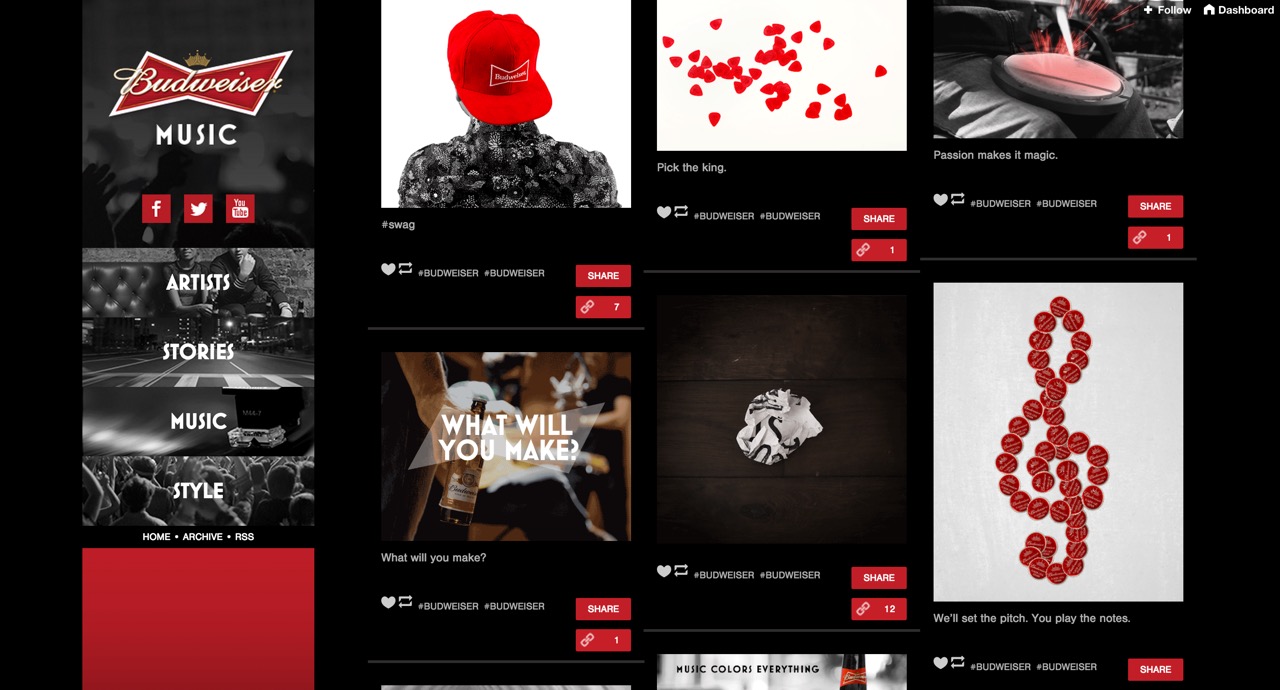 Budweiser
MUSIC
You
Tube
ARTISTS
STORIES
MUSIC
STYLE
HOME • ARCHIVE • RSS
Budweiser
#swag
#BUDWEISER #BUDWEISER
SHARE
7
WHAT WILL
YOU MAKE?
Budweiser
What will you make?
#BUDWEISER #BUDWEISER
SHARE
1
Pick the king.
#BUDWEISER #BUDWEISER
SHARE
1
#BUDWEISER #BUDWEISER
SHARE
12
MUSIC COLORS EVERYTHING
Budweiser
+ Follow
Dashboard
Passion makes it magic.
#BUDWEISER #BUDWEISER
SHARE
1
We'll set the pitch. You play the notes.
#BUDWEISER #BUDWEISER
SHARE